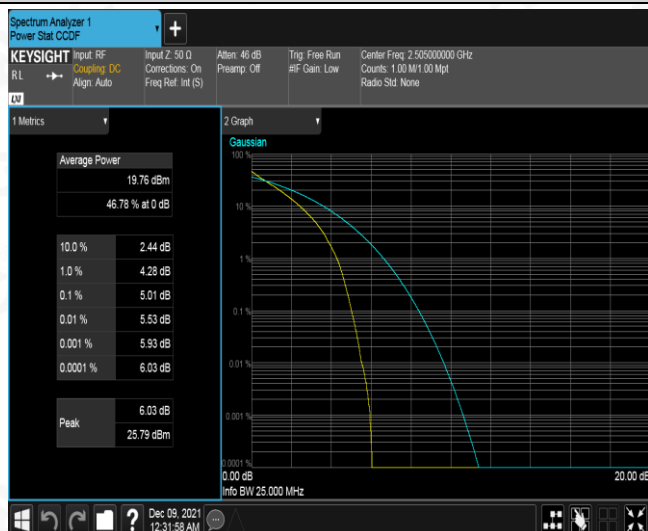 Spectrum Analyzer 1
Power Stat CCDF
KEYSIGHT
RL
LXI
Input: RF
Coupling: DC
Align: Auto
Input Z: 50 Ω
Corrections: On
Freq Ref: Int (S)
Atten: 46 dB
Preamp: Off
Trig: Free Run
#IF Gain: Low
Center Freq: 2.505000000 GHz
Counts: 1.00 M/1.00 Mpt
Radio Std: None
1 Metrics
Average Power
19.76 dBm
46.78 % at 0 dB
10.0 % 2.44 dB
1.0 % 4.28 dB
0.1 % 5.01 dB
0.01 % 5.53 dB
0.001 % 5.93 dB
0.0001 % 6.03 dB
Peak
6.03 dB
25.79 dBm
2 Graph
Gaussian
100 %
10 %
1 %
0.1 %
0.01 %
0.001 %
0.0001 %
0.00 dB 20.00 dB
Info BW 25.000 MHz
?
Dec 09, 2021
12:31:58 AM